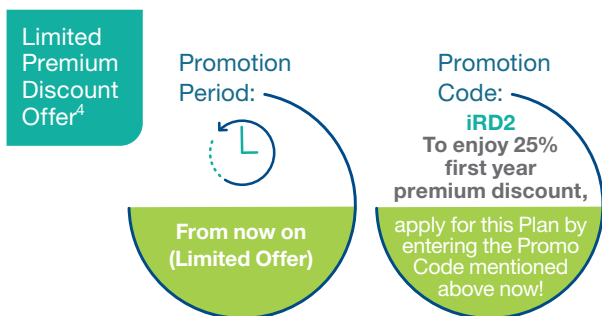 Limited
Premium
Discount
Offer4
Promotion
Period:
From now on
(Limited Offer)
Promotion
Code:
iRD2
To enjoy 25%
first year
premium discount,
apply for this Plan by
entering the Promo
Code mentioned
above now!